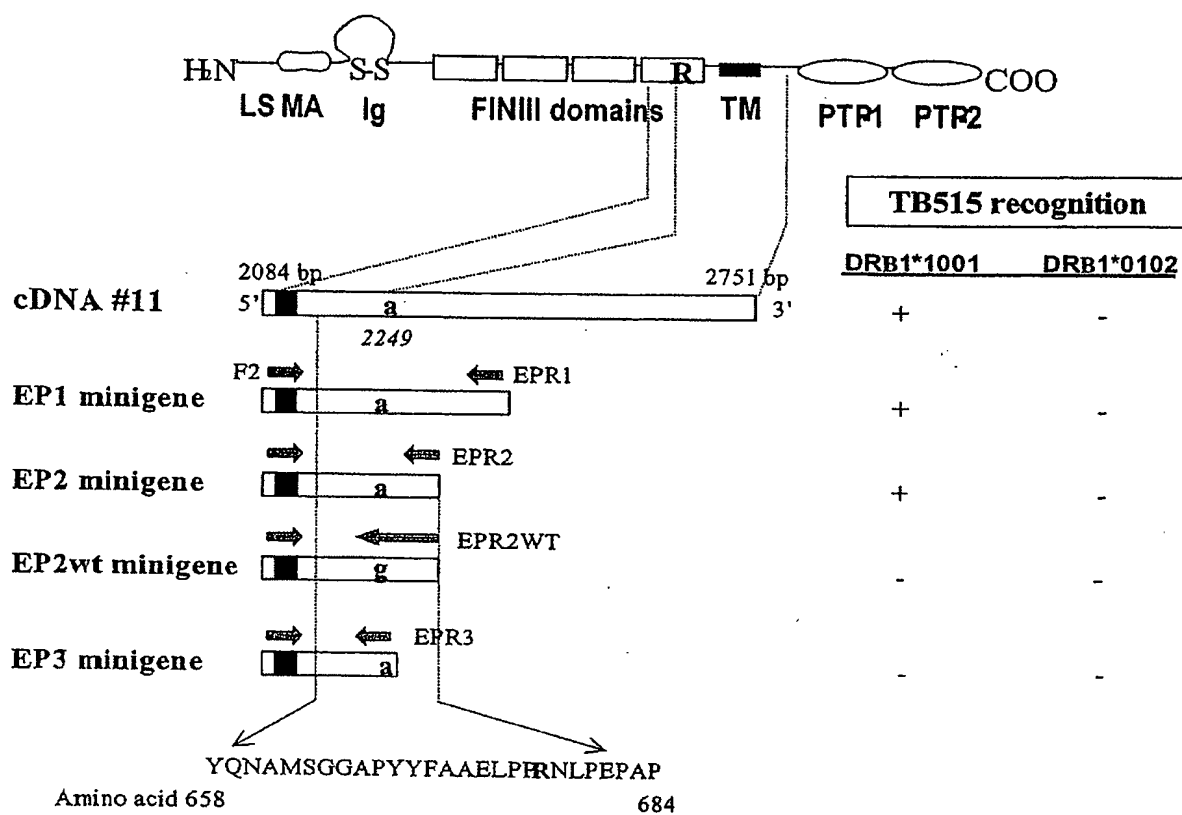 H2N S-S R COO
LS MA Ig FINIII domains TM PTP1 PTP2
TB515 recognition
DRB1*1001 DRB1*0102
2084 bp 2751 bp
cDNA #11 5' a 3' + -
2249
F2 EPR1
EP1 minigene a + -
EPR2
EP2 minigene a + -
EPR2WT
EP2wt minigene g - -
EPR3
EP3 minigene a - -
YQNAMSGGAPYYFAAELPPRNLPEPAP
Amino acid 658 684